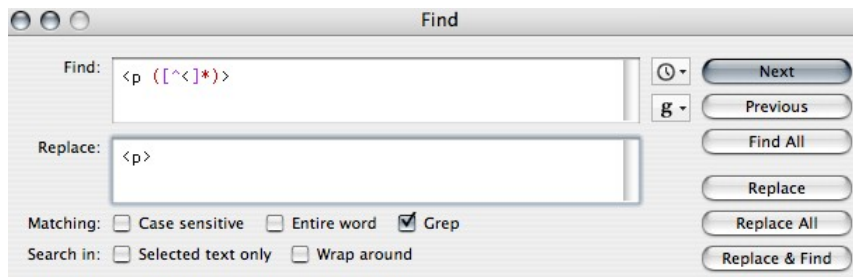 Find
Find:
<p ([^<]*)>
g
Next
Previous
Find All
Replace:
<p>
Replace
Matching: Case sensitive Entire word Grep
Replace All
Search in: Selected text only Wrap around
Replace & Find